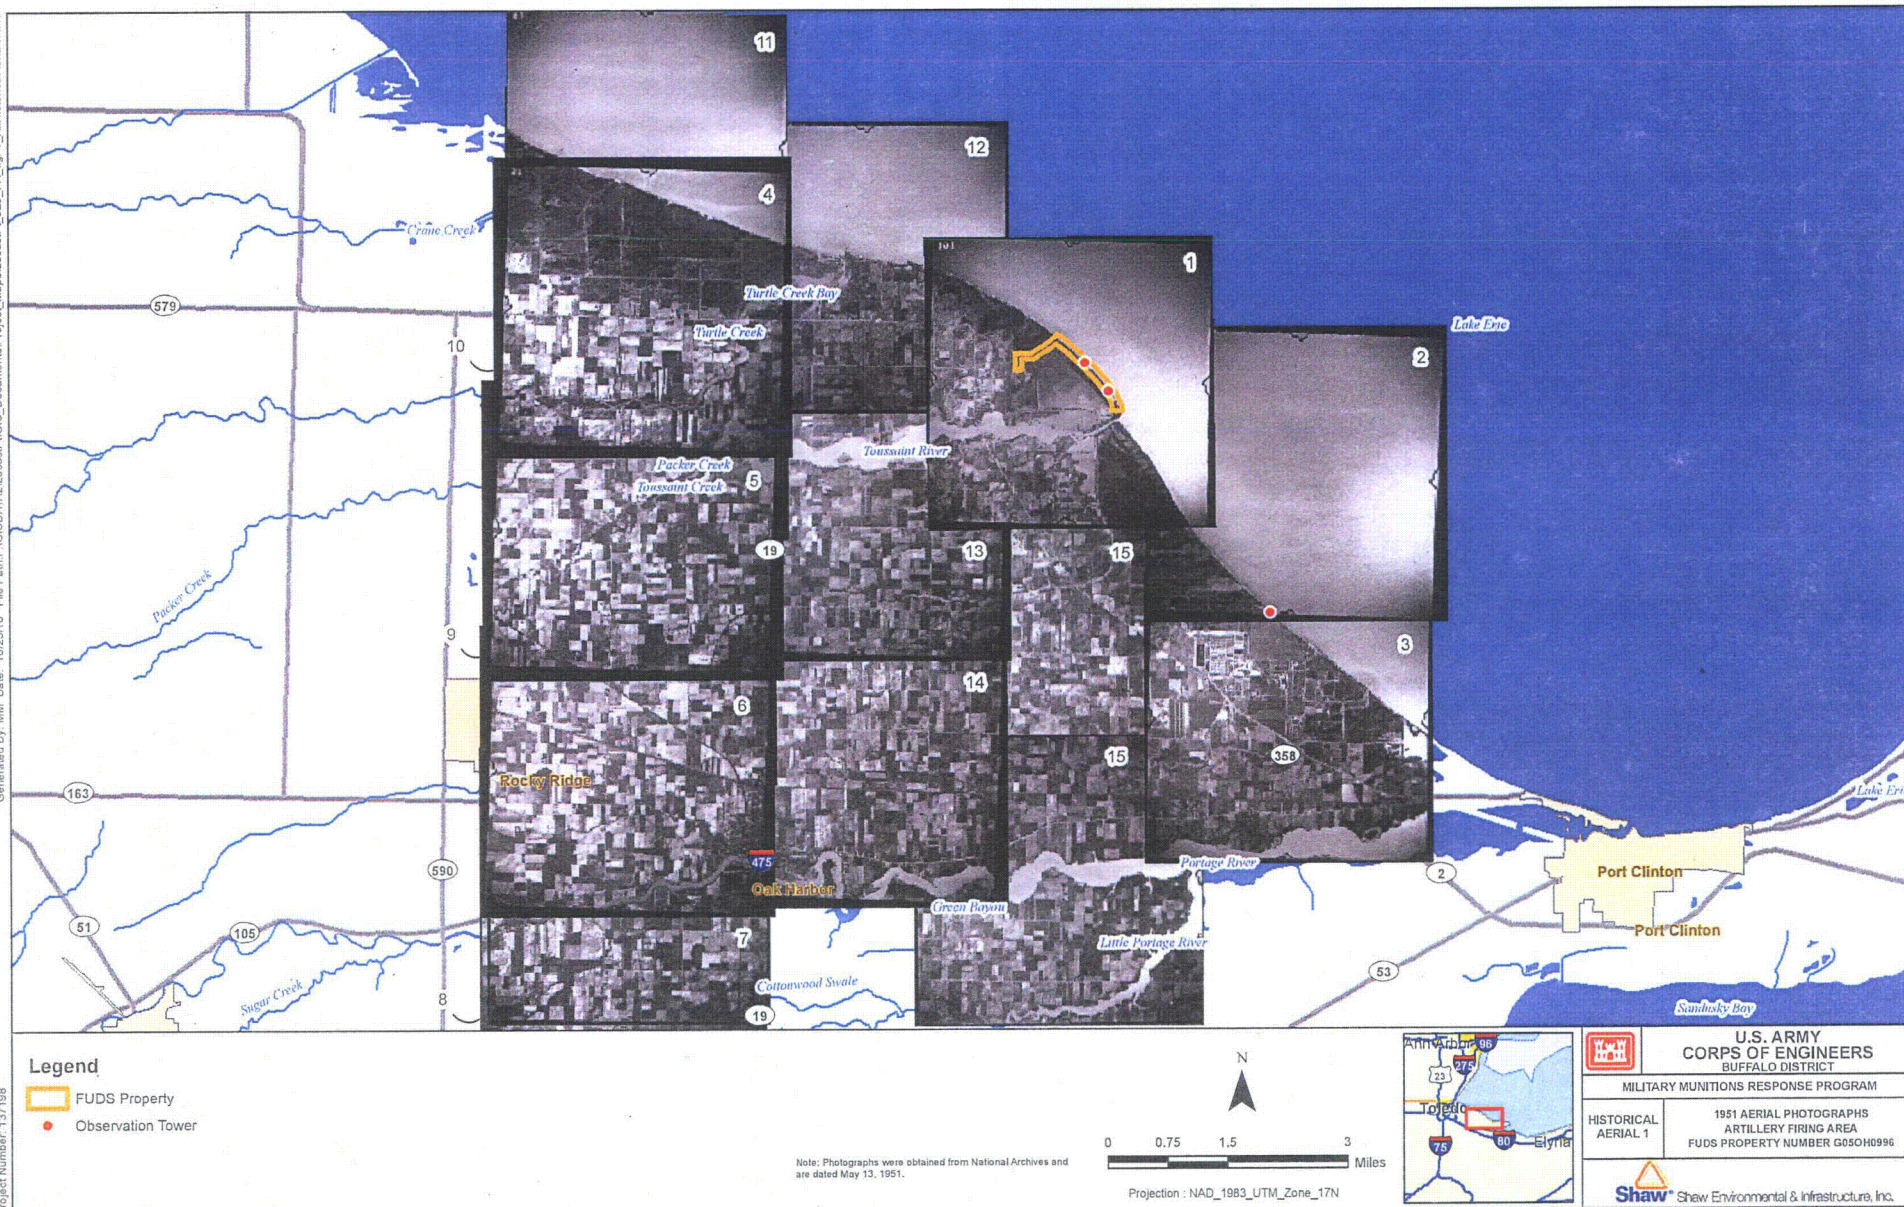 11
12
4
1
Crane Creek
Turtle Creek Bay
579
Lake Erie
Turtle Creek
10
2
Toussaint River
Packer Creek
5
Toussaint Creek
19
13
15
Packer Creek
9
3
14
6
15
358
Rocky Ridge
163
Lake Eri
475
Portage River
590
2
Port Clinton
Oak Harbor
Green Bayou
51
105
7
Little Portage River
Port Clinton
53
Sugar Creek
8
Cottonwood Swale
19
Sandusky Bay
Legend
FUDS Property
Observation Tower
Note: Photographs were obtained from National Archives and
are dated May 13, 1951.
N
0 0.75 1.5 3
Miles
Projection : NAD_1983_UTM_Zone_17N
Ann Arbor
96
275
23
Toledo
75
80
Elyria
U.S. ARMY
CORPS OF ENGINEERS
BUFFALO DISTRICT
MILITARY MUNITIONS RESPONSE PROGRAM
HISTORICAL
AERIAL 1
1951 AERIAL PHOTOGRAPHS
ARTILLERY FIRING AREA
FUDS PROPERTY NUMBER G05OH0996
Shaw® Shaw Environmental & Infrastructure, Inc.
roject Number: 137198